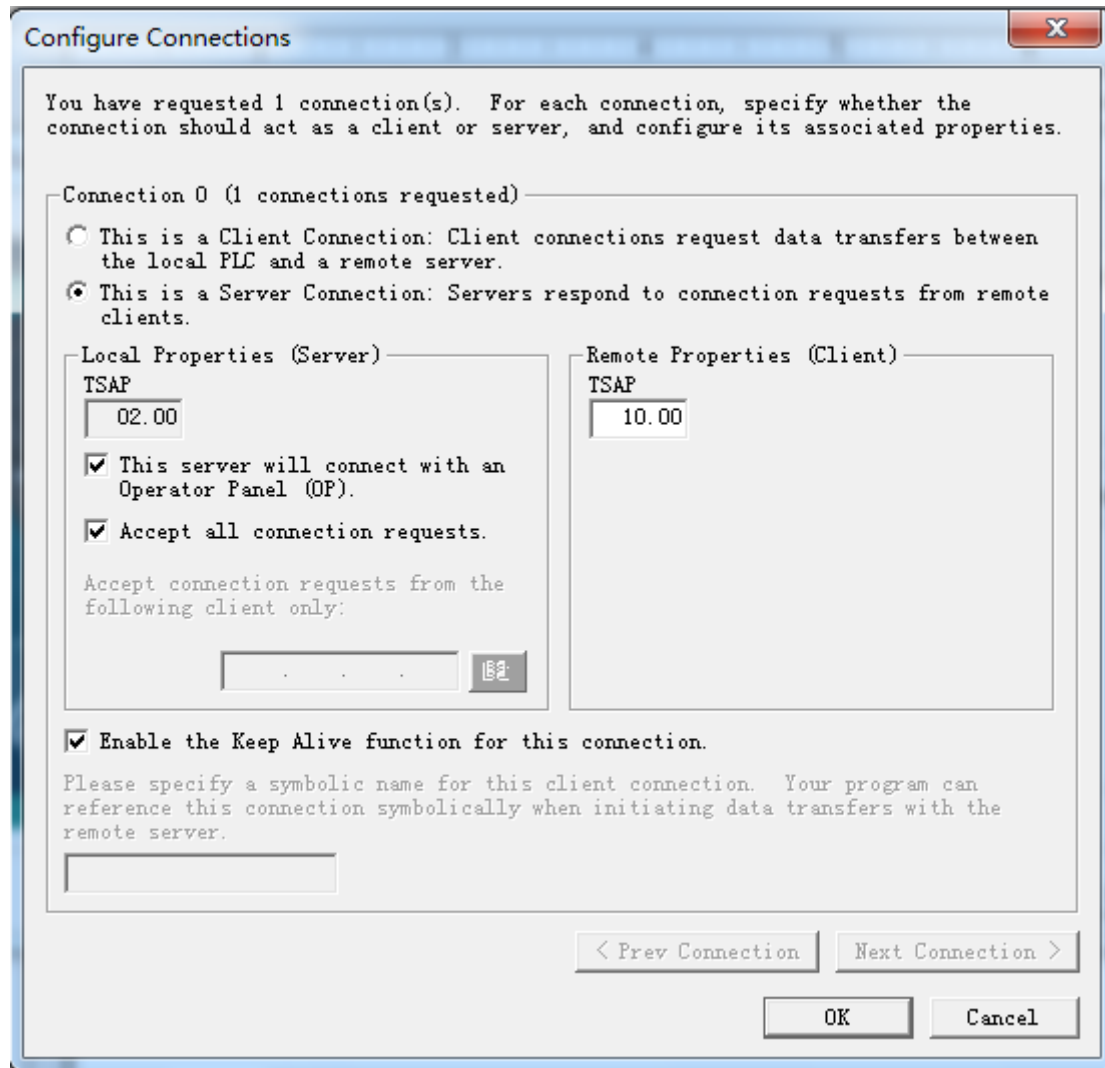 Configure Connections
You have requested 1 connection(s). For each connection, specify whether the
connection should act as a client or server, and configure its associated properties.
Connection 0 (1 connections requested)
This is a Client Connection: Client connections request data transfers between
the local PLC and a remote server.
This is a Server Connection: Servers respond to connection requests from remote
clients.
Local Properties (Server)
TSAP
02.00
This server will connect with an
Operator Panel (OP).
Accept all connection requests.
Accept connection requests from the
following client only:
. . .
Remote Properties (Client)
TSAP
10.00
Enable the Keep Alive function for this connection.
Please specify a symbolic name for this client connection. Your program can
reference this connection symbolically when initiating data transfers with the
remote server.
< Prev Connection
Next Connection >
OK
Cancel